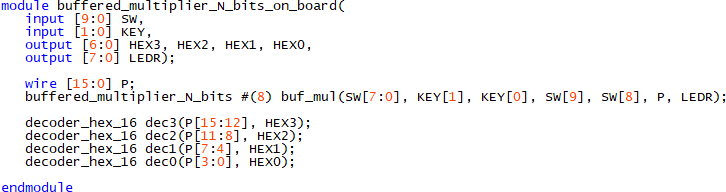 module buffered_multiplier_N_bits_on_board(
input [9:0] SW,
input [1:0] KEY,
output [6:0] HEX3, HEX2, HEX1, HEX0,
output [7:0] LEDR);
wire [15:0] P;
buffered_multiplier_N_bits #(8) buf_mul(SW[7:0], KEY[1], KEY[0], SW[9], SW[8], P, LEDR);
decoder_hex_16 dec3(P[15:12], HEX3);
decoder_hex_16 dec2(P[11:8], HEX2);
decoder_hex_16 dec1(P[7:4], HEX1);
decoder_hex_16 dec0(P[3:0], HEX0);
endmodule